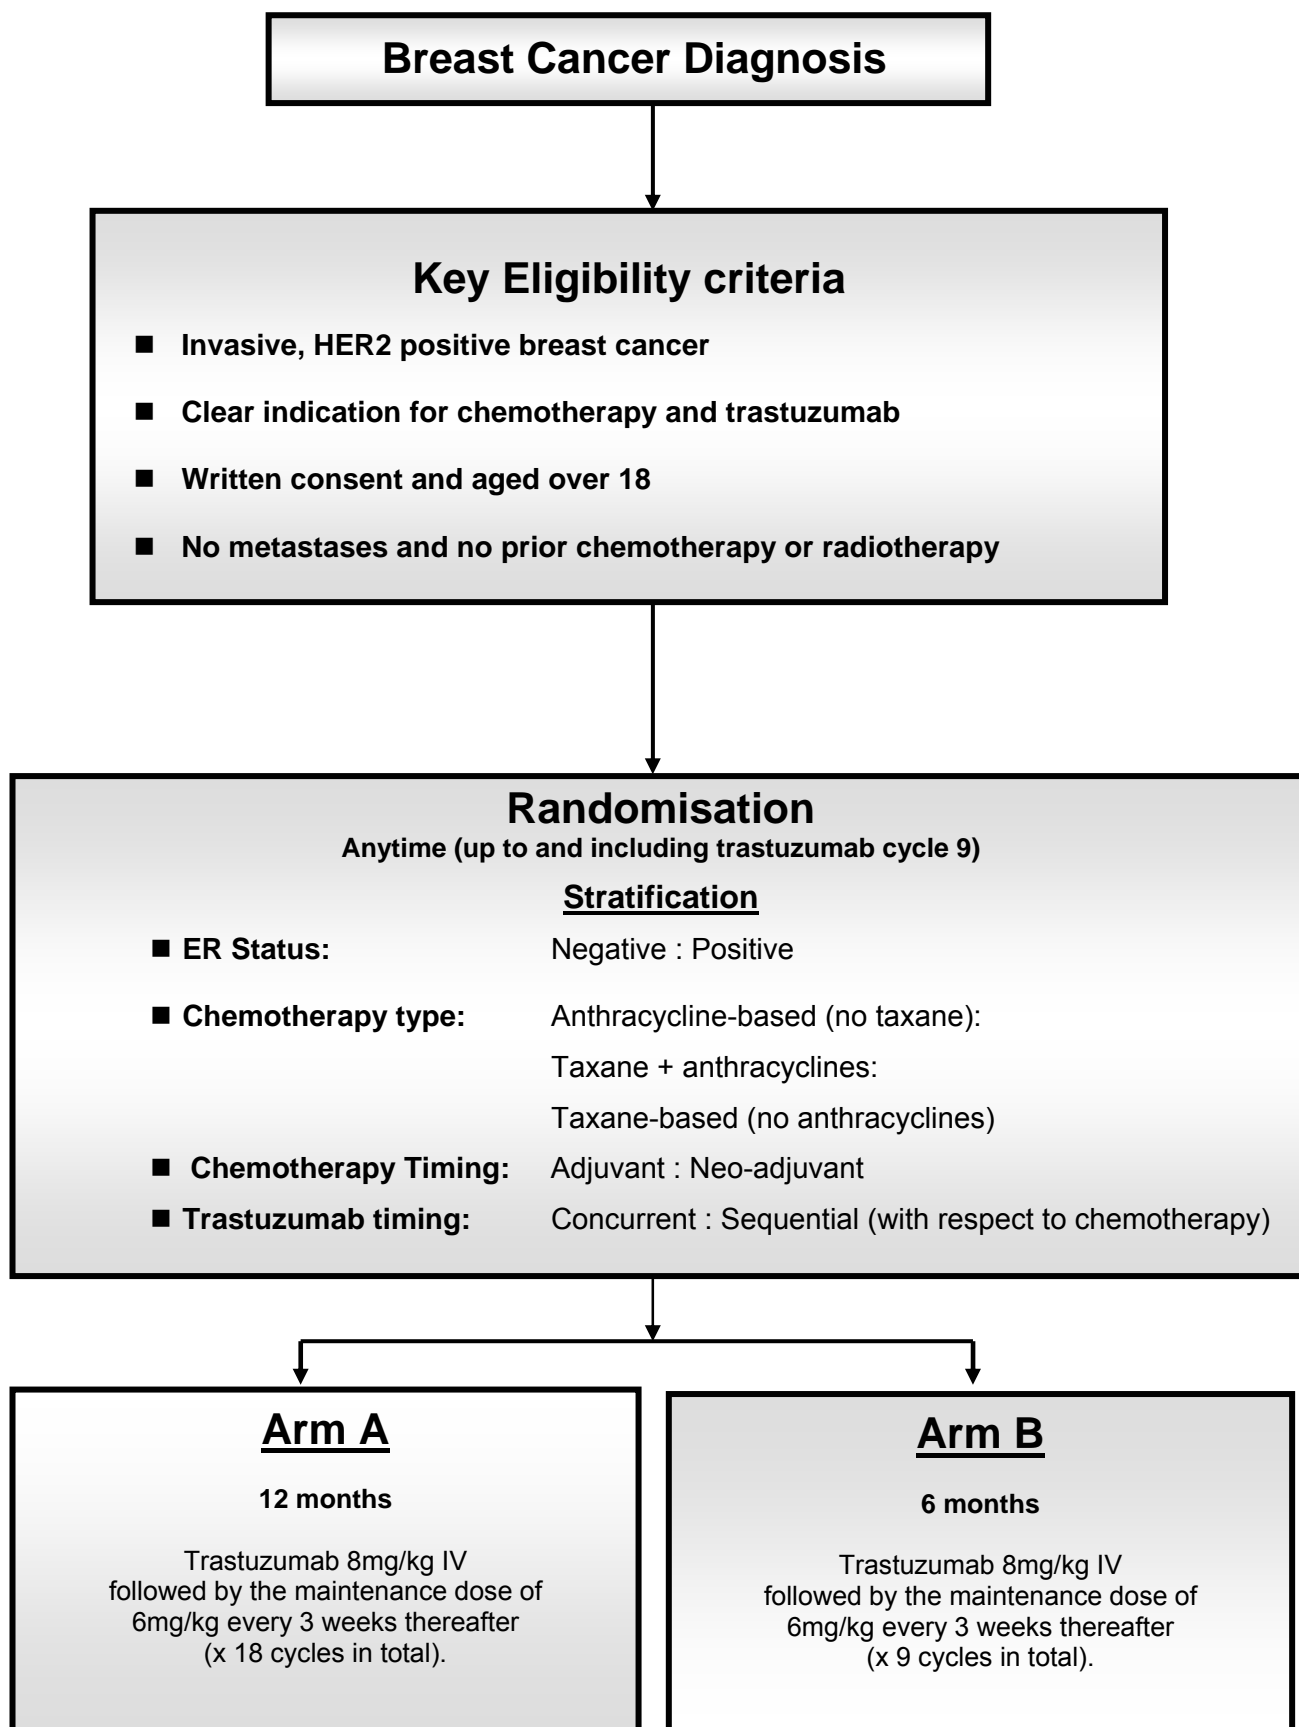 Breast Cancer Diagnosis
Key Eligibility criteria
■ Invasive, HER2 positive breast cancer
■ Clear indication for chemotherapy and trastuzumab
■ Written consent and aged over 18
■ No metastases and no prior chemotherapy or radiotherapy
Randomisation
Anytime (up to and including trastuzumab cycle 9)
Stratification
■ ER Status: Negative : Positive
■ Chemotherapy type: Anthracycline-based (no taxane):
Taxane + anthracyclines:
Taxane-based (no anthracyclines)
■ Chemotherapy Timing: Adjuvant : Neo-adjuvant
■ Trastuzumab timing: Concurrent : Sequential (with respect to chemotherapy)
Arm A
12 months
Trastuzumab 8mg/kg IV
followed by the maintenance dose of
6mg/kg every 3 weeks thereafter
(x 18 cycles in total).
Arm B
6 months
Trastuzumab 8mg/kg IV
followed by the maintenance dose of
6mg/kg every 3 weeks thereafter
(x 9 cycles in total).